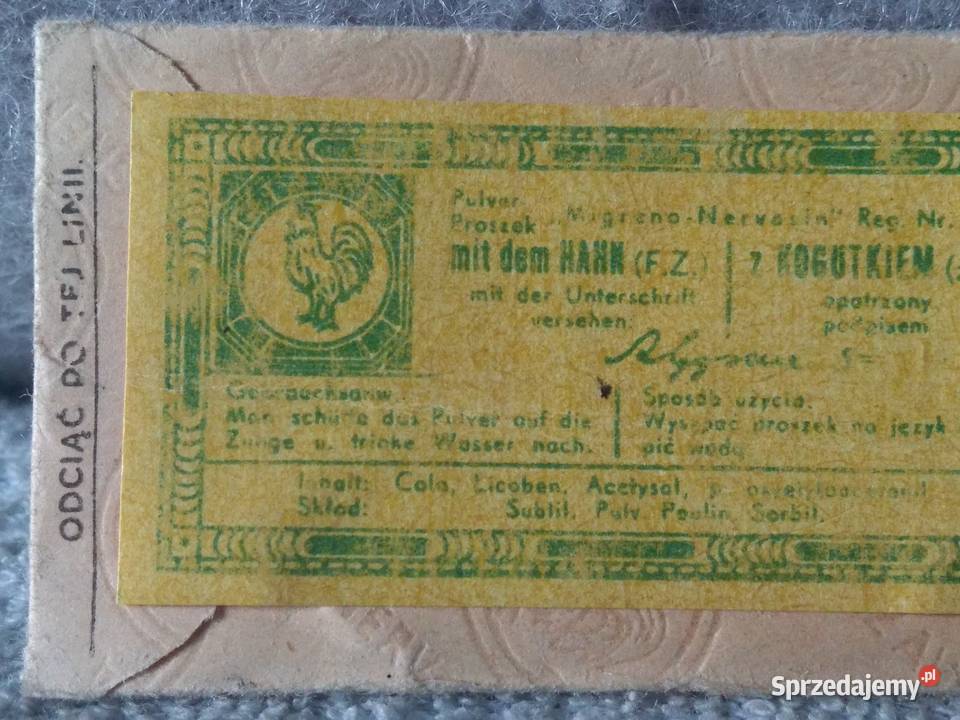 ODCIĄĆ DO TEJ LINII.
Pulver
Proszek „Migreno-Nervosin" Reg. Nr.
mit dem HAHN (F.Z.)
z KOGUTKIEM
mit der Unterschrift
versehen:
opatrzony
podpisem
Gebrauchsanw.
Man schütte das Pulver auf die
Zunge u. trinke Wasser nach.
Sposób użycia.
Wysypać proszek na język
pić wodą
Inhalt: Cola, Licoben, Acetysal,
Skład: Subtil, Pulv Paulin Sorbil.
Sprzedajemy.pl